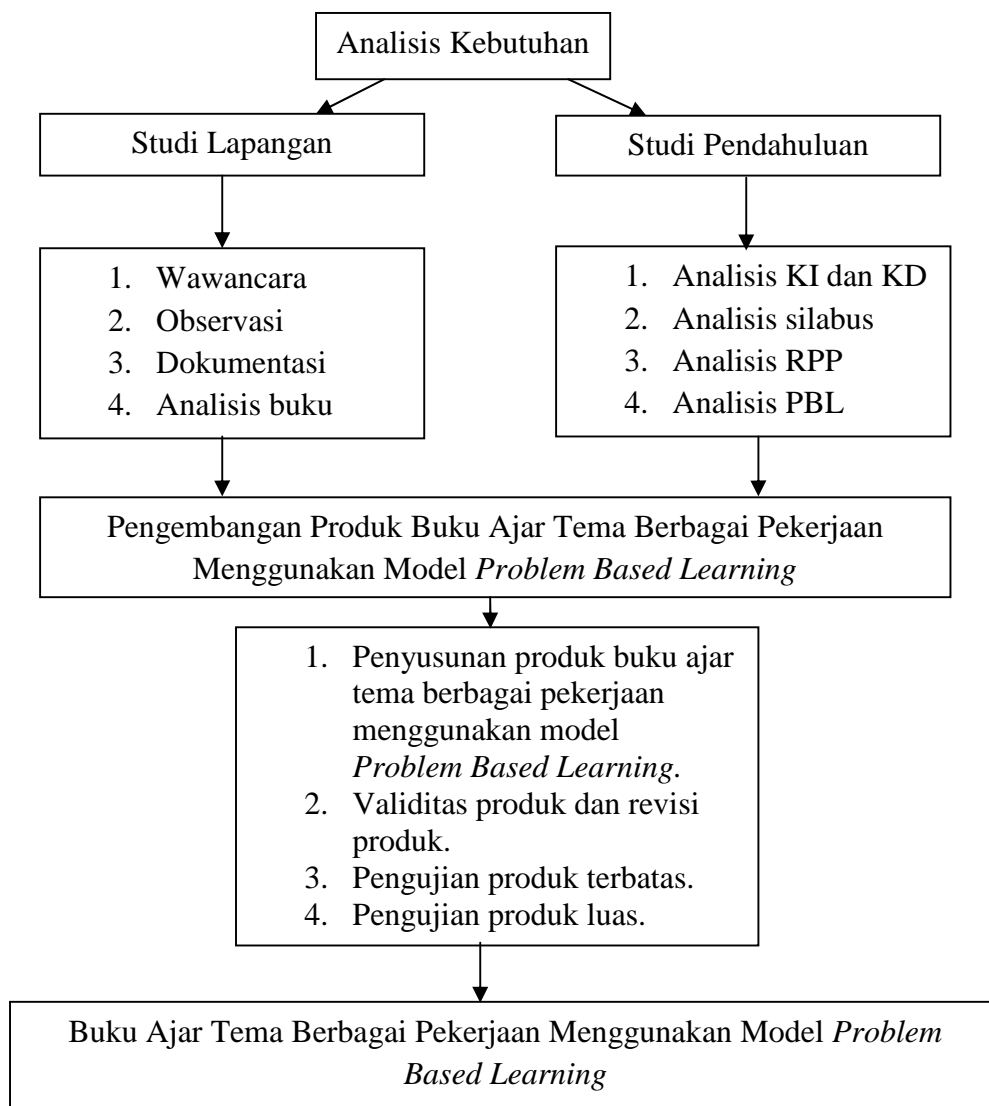 Analisis Kebutuhan
Studi Lapangan
Studi Pendahuluan
1. Wawancara
2. Observasi
3. Dokumentasi
4. Analisis buku
1. Analisis KI dan KD
2. Analisis silabus
3. Analisis RPP
4. Analisis PBL
Pengembangan Produk Buku Ajar Tema Berbagai Pekerjaan
Menggunakan Model Problem Based Learning
1. Penyusunan produk buku ajar
tema berbagai pekerjaan
menggunakan model
Problem Based Learning.
2. Validitas produk dan revisi
produk.
3. Pengujian produk terbatas.
4. Pengujian produk luas.
Buku Ajar Tema Berbagai Pekerjaan Menggunakan Model Problem
Based Learning